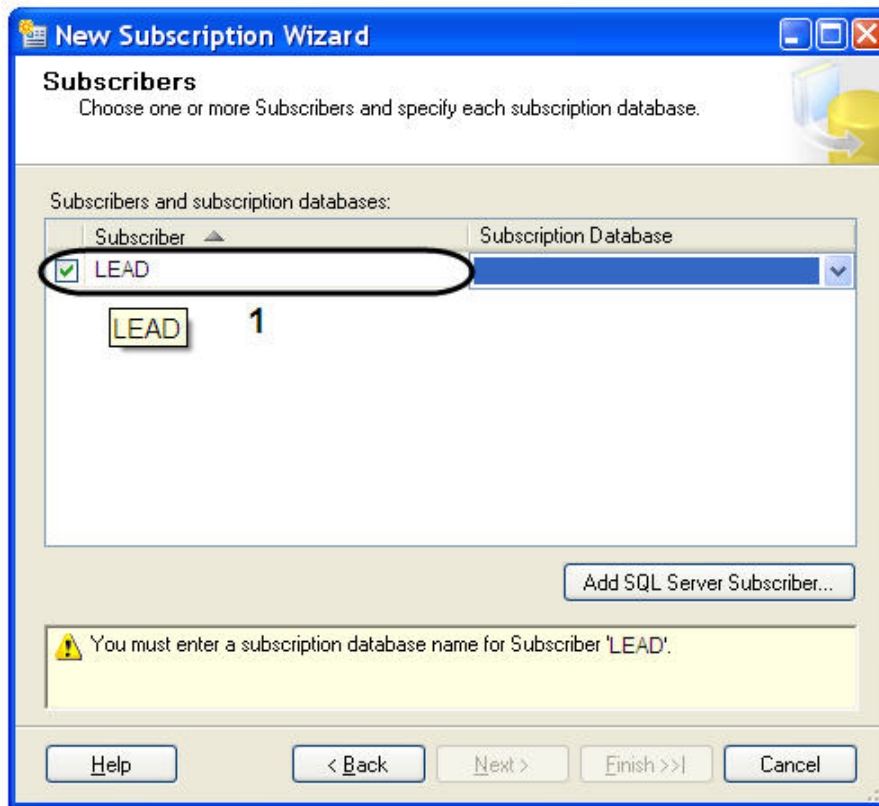 New Subscription Wizard
Subscribers
Choose one or more Subscribers and specify each subscription database.
Subscribers and subscription databases:
Subscriber Subscription Database
LEAD
LEAD 1
Add SQL Server Subscriber...
You must enter a subscription database name for Subscriber 'LEAD'.
Help < Back Next > Finish >>| Cancel